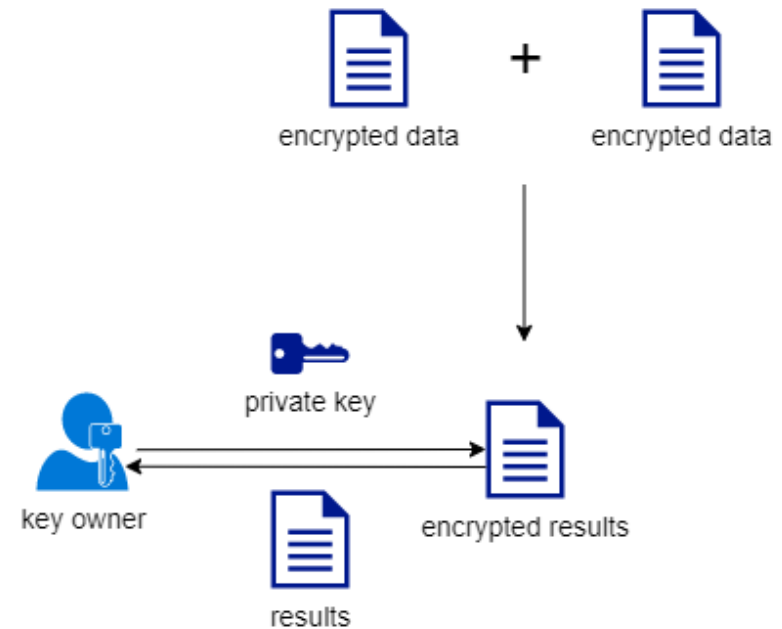 +
encrypted data
encrypted data
private key
key owner
encrypted results
results